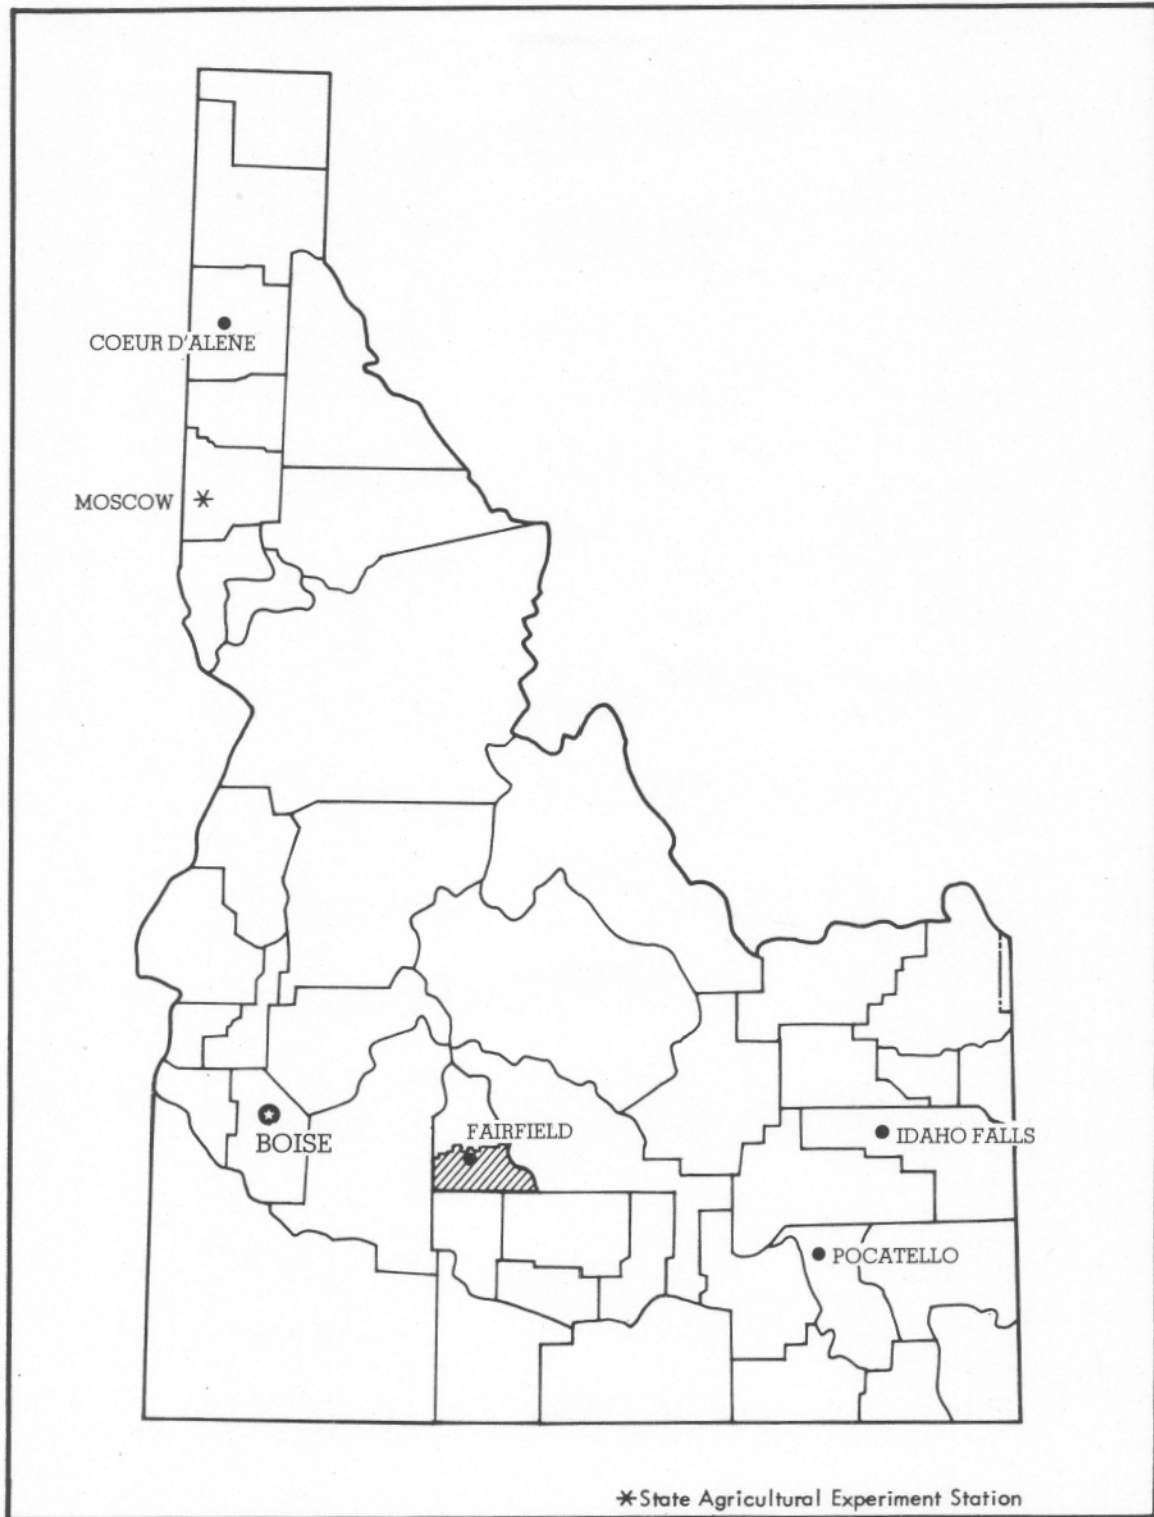 COEUR D'ALENE
MOSCOW
FAIRFIELD
BOISE
IDAHO FALLS
POCATELLO
*State Agricultural Experiment Station